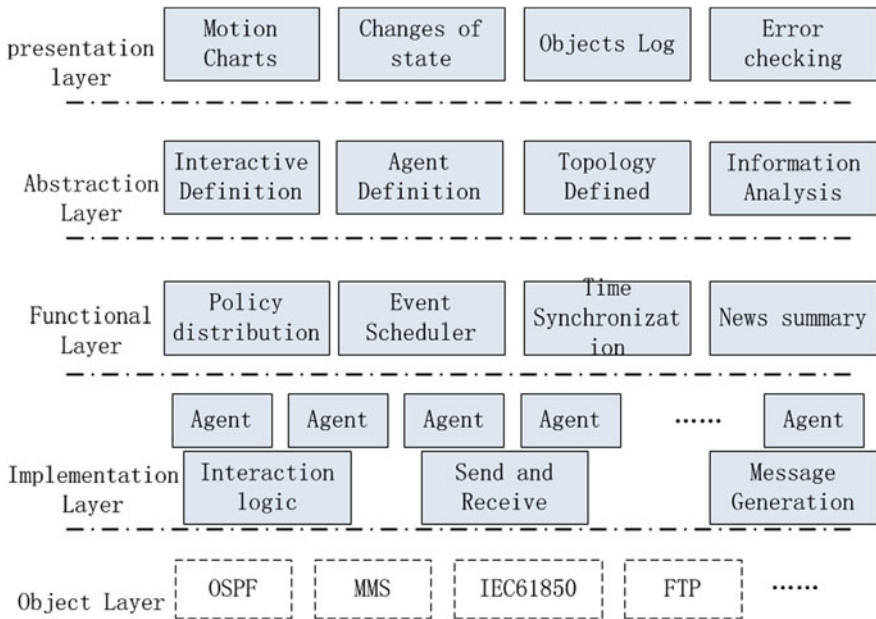 presentation
layer
Motion
Charts
Changes of
state
Objects Log
Error
checking
Abstraction
Layer
Interactive
Definition
Agent
Definition
Topology
Defined
Information
Analysis
Functional
Layer
Policy
distribution
Event
Scheduler
Time
Synchronizat
ion
News summary
Agent
Agent
Agent
Agent
······
Agent
Implementation
Layer
Interaction
logic
Send and
Receive
Message
Generation
Object Layer
OSPF
MMS
IEC61850
FTP
······